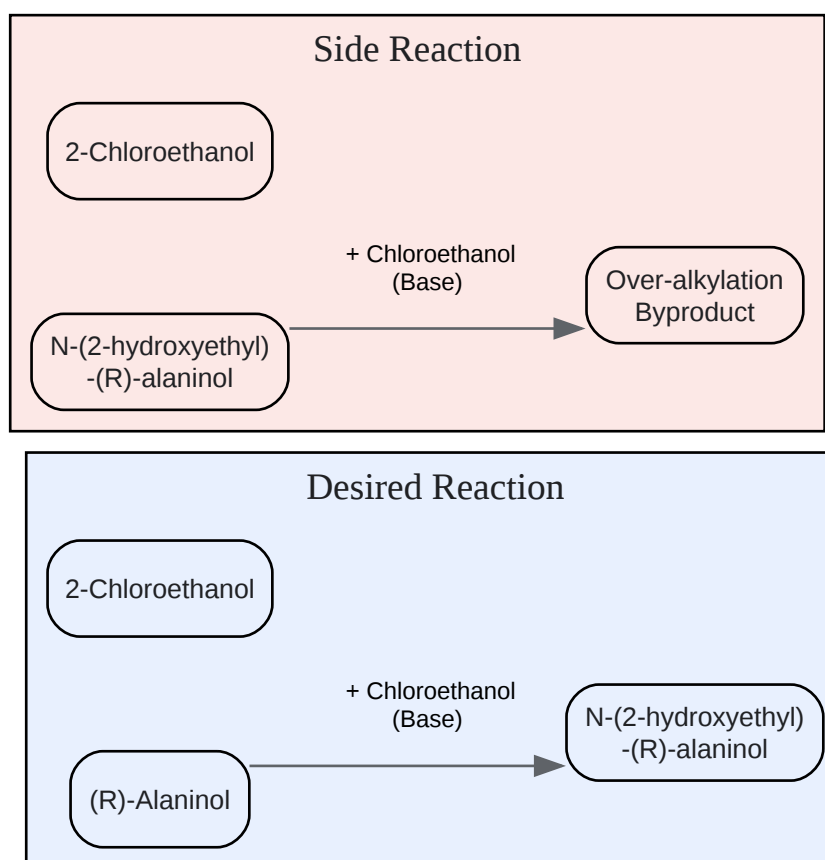 Side Reaction
2-Chloroethanol
+ Chloroethanol
(Base)
Over-alkylation
Byproduct
N-(2-hydroxyethyl)
-(R)-alaninol
Desired Reaction
2-Chloroethanol
+ Chloroethanol
(Base)
N-(2-hydroxyethyl)
-(R)-alaninol
(R)-Alaninol